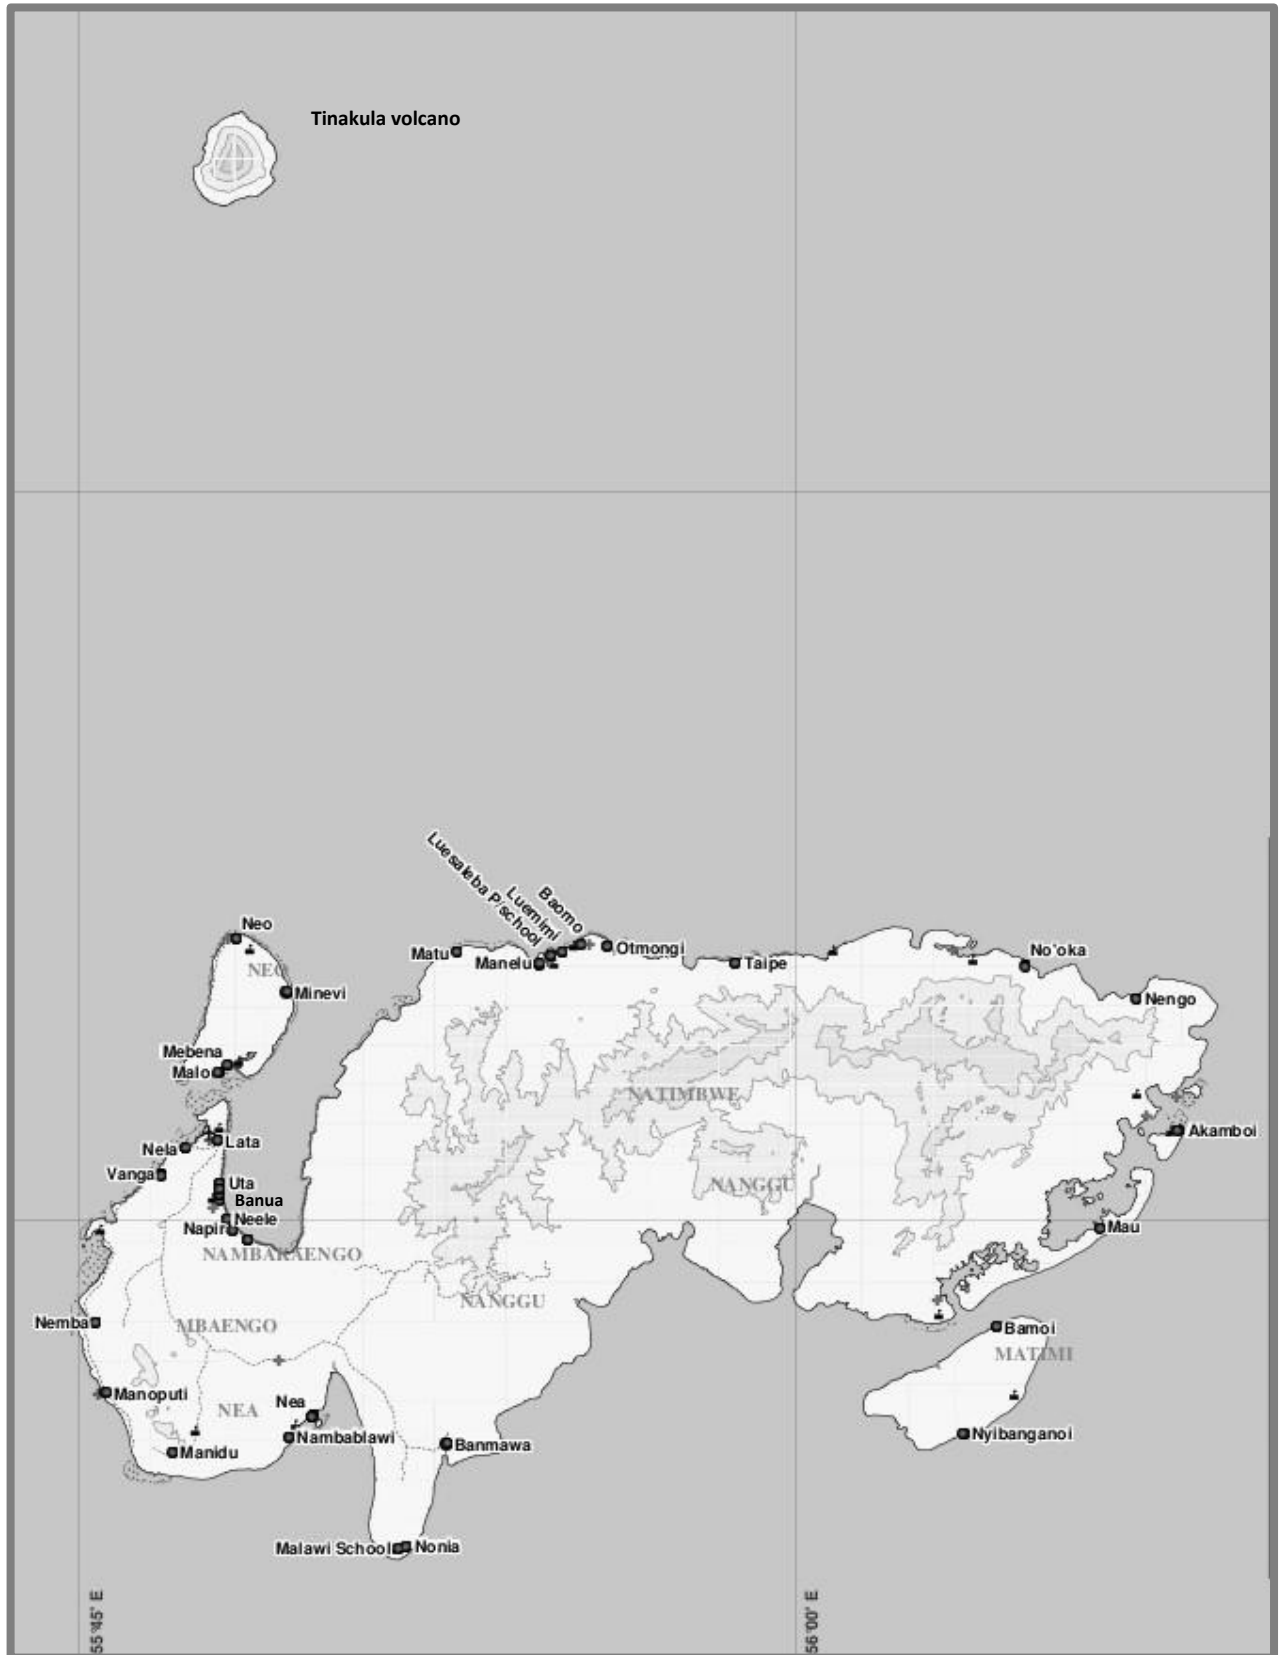 Tinakula volcano
Luesaleba P/school
Luemimi
Baomo
Neo
NEO
Minevi
Matu
Manelu
Otmongi
Taipe
No'oka
Nengo
Mebena
Malo
NATIMBWE
Lata
Nela
Akamboi
Vanga
Uta
NANGGU
Banua
Neele
Napir
Mau
NAMBARAENGO
NANGGU
Nemba
MBAENGO
Bamoi
MATIMI
Manoputi
Nea
NEA
Nambablawi
Nyibanganoi
Manidu
Banmawa
Malawi School
Nonia
55°45' E
56°00' E